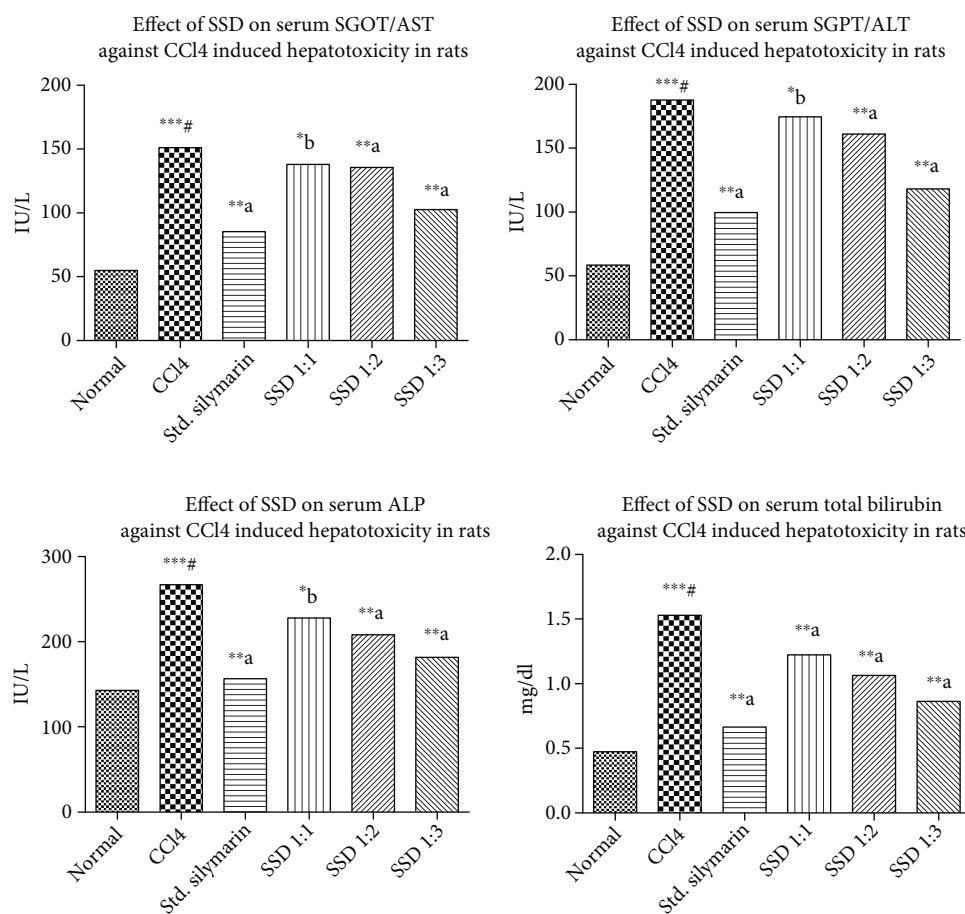 Effect of SSD on serum SGOT/AST
against CCl4 induced hepatotoxicity in rats
200
150
100
50
0
IU/L
***#
**a
*b
**a
**a
Normal
CCl4
Std. silymarin
SSD 1:1
SSD 1:2
SSD 1:3
Effect of SSD on serum SGPT/ALT
against CCl4 induced hepatotoxicity in rats
200
150
100
50
0
IU/L
***#
**a
*b
**a
**a
Normal
CCl4
Std. silymarin
SSD 1:1
SSD 1:2
SSD 1:3
Effect of SSD on serum ALP
against CCl4 induced hepatotoxicity in rats
300
200
100
0
IU/L
***#
**a
*b
**a
**a
Normal
CCl4
Std. silymarin
SSD 1:1
SSD 1:2
SSD 1:3
Effect of SSD on serum total bilirubin
against CCl4 induced hepatotoxicity in rats
2.0
1.5
1.0
0.5
0.0
mg/dl
***#
**a
**a
**a
**a
Normal
CCl4
Std. silymarin
SSD 1:1
SSD 1:2
SSD 1:3